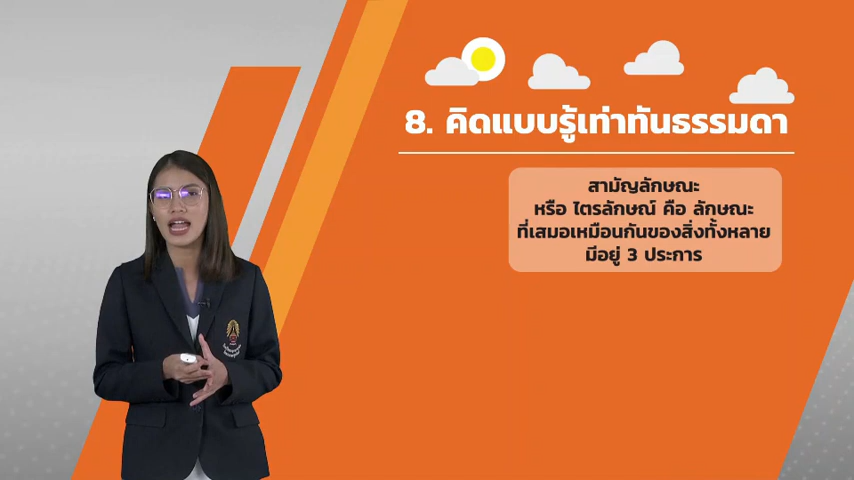 8. คิดแบบรู้เท่าทันธรรมดา
สามัญลักษณะ
หรือ ไตรลักษณ์ คือ ลักษณะ
ที่เสมอเหมือนกันของสิ่งทั้งหลาย
มีอยู่ 3 ประการ